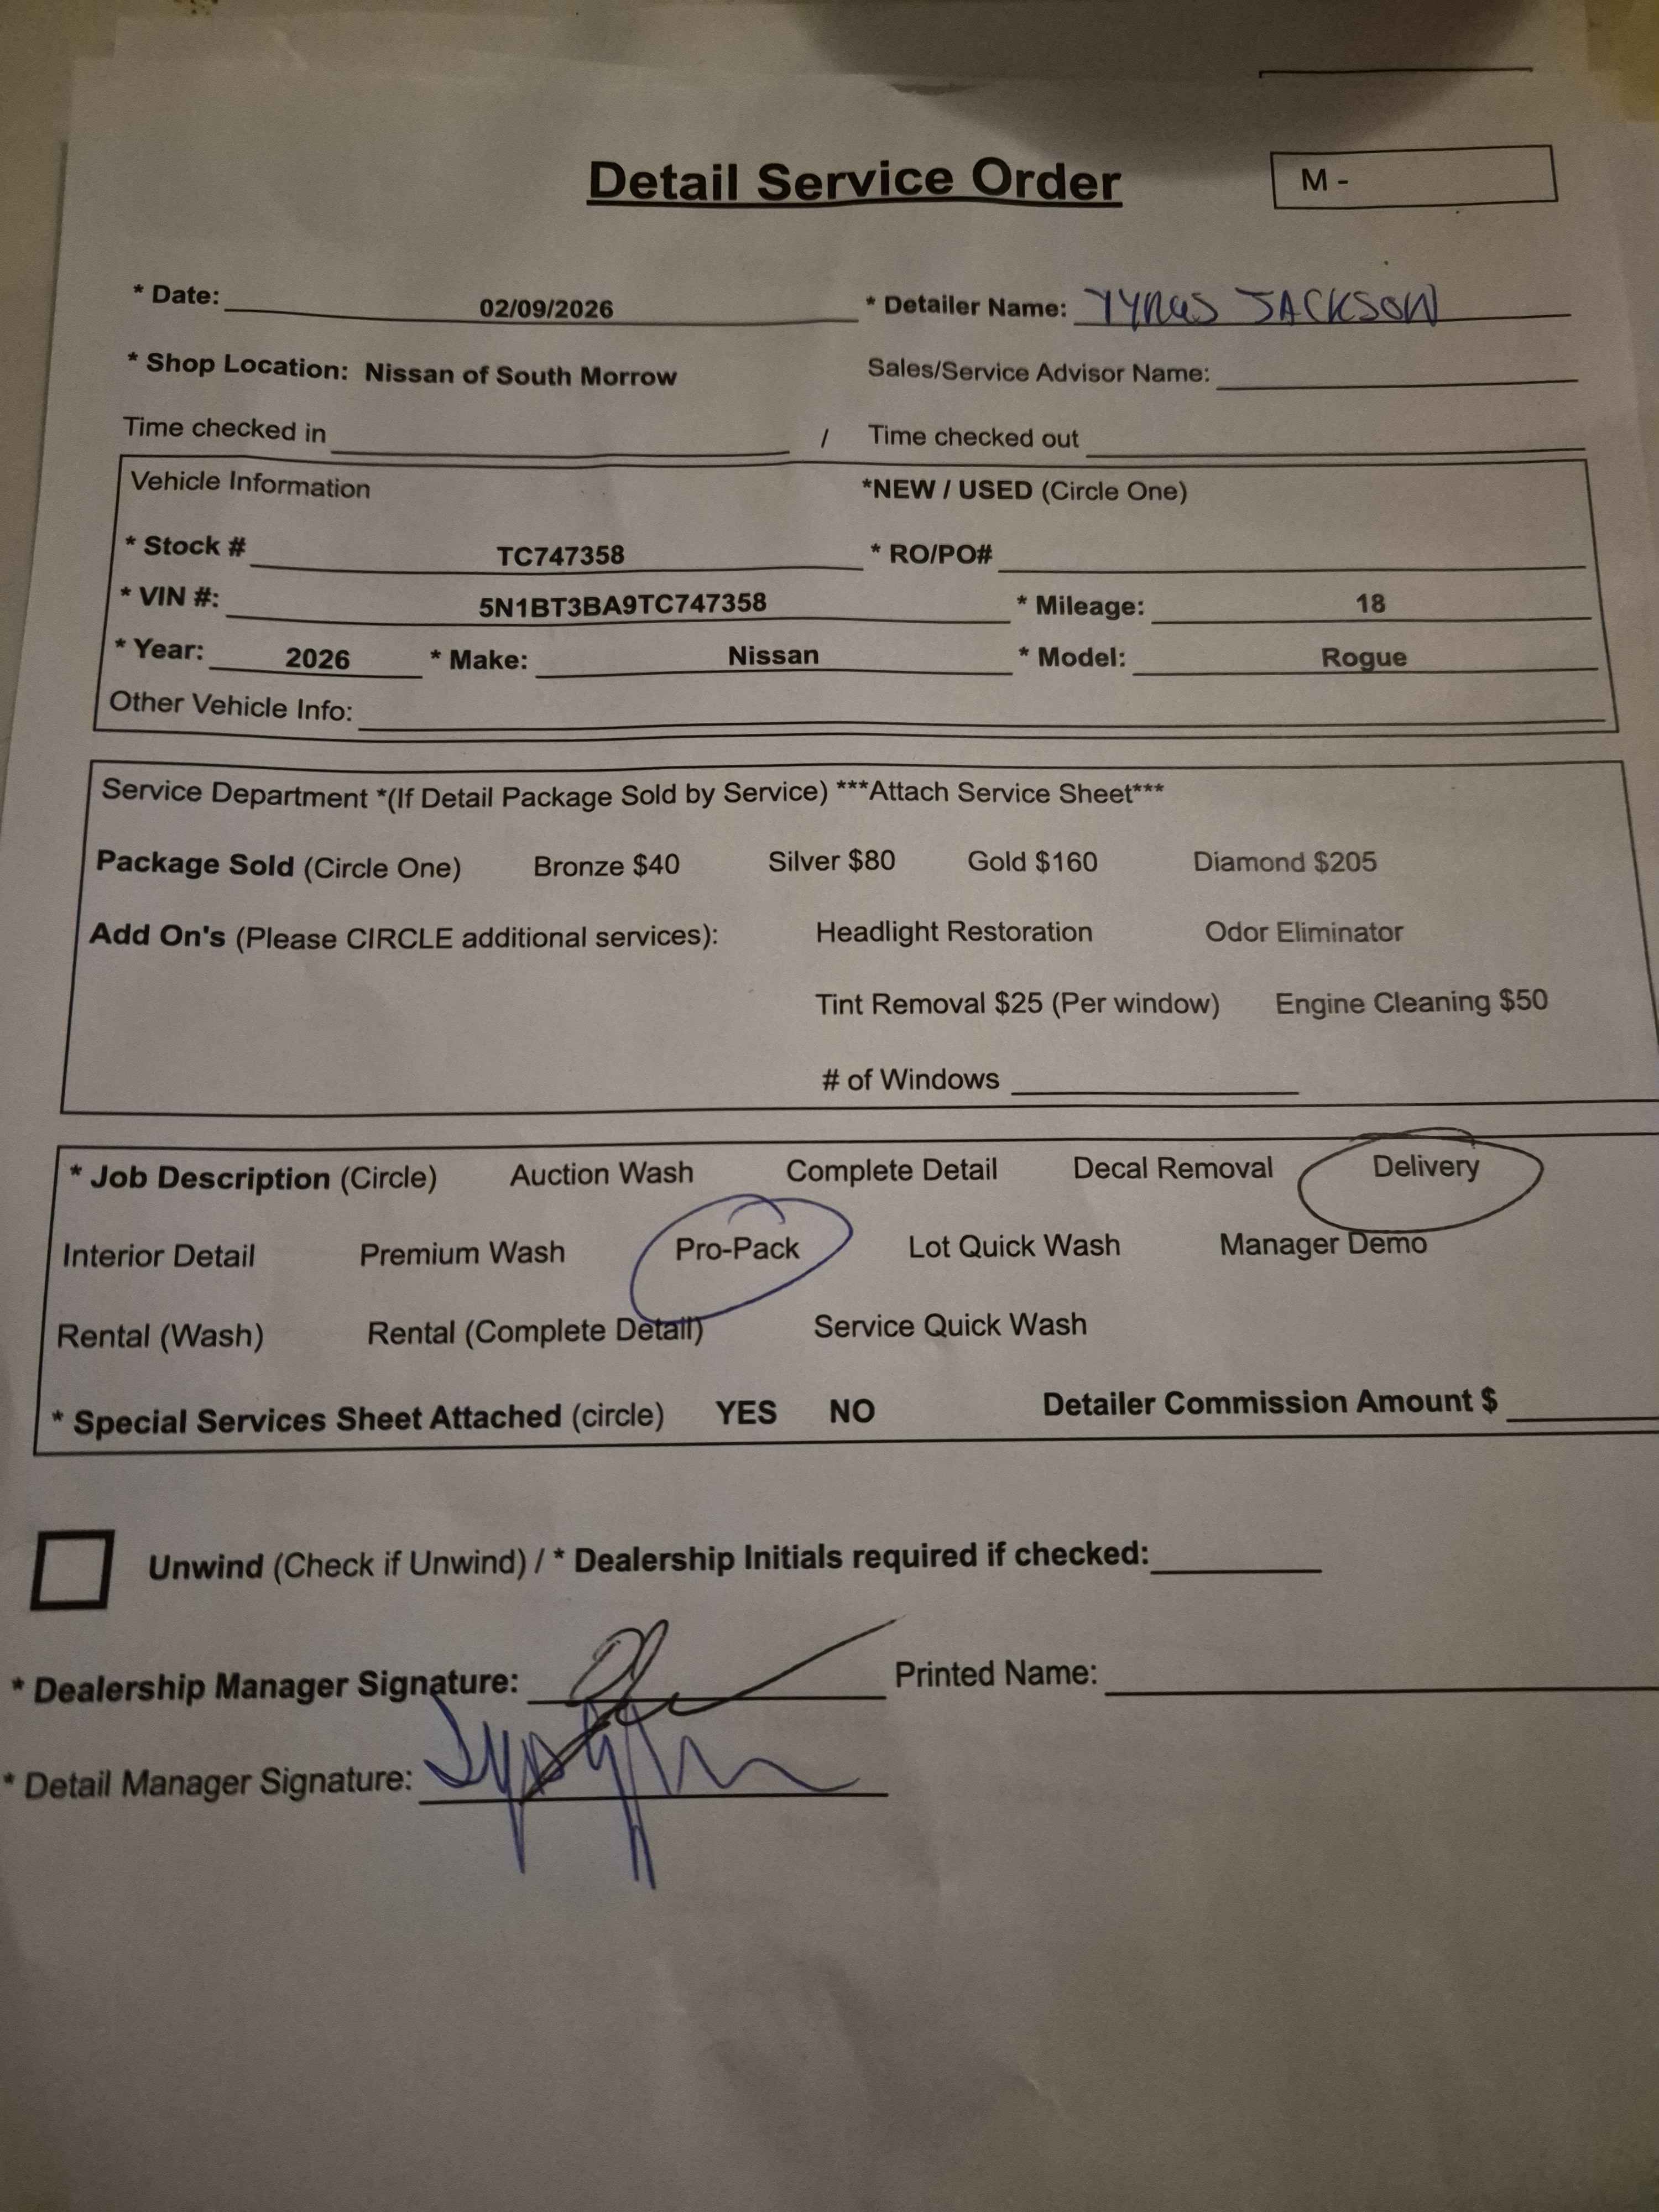 Detail Service Order
M -
* Date: 02/09/2026 * Detailer Name: TYRUS JACKSON
* Shop Location: Nissan of South Morrow Sales/Service Advisor Name:
Time checked in / Time checked out
Vehicle Information *NEW / USED (Circle One)
* Stock # TC747358 * RO/PO#
* VIN #: 5N1BT3BA9TC747358 * Mileage: 18
* Year: 2026 * Make: Nissan * Model: Rogue
Other Vehicle Info:
Service Department *(If Detail Package Sold by Service) ***Attach Service Sheet***
Package Sold (Circle One) Bronze $40 Silver $80 Gold $160 Diamond $205
Add On's (Please CIRCLE additional services): Headlight Restoration Odor Eliminator
Tint Removal $25 (Per window) Engine Cleaning $50
# of Windows
* Job Description (Circle) Auction Wash Complete Detail Decal Removal Delivery
Interior Detail Premium Wash Pro-Pack Lot Quick Wash Manager Demo
Rental (Wash) Rental (Complete Detail) Service Quick Wash
* Special Services Sheet Attached (circle) YES NO Detailer Commission Amount $
Unwind (Check if Unwind) / * Dealership Initials required if checked:
* Dealership Manager Signature: Printed Name:
* Detail Manager Signature: